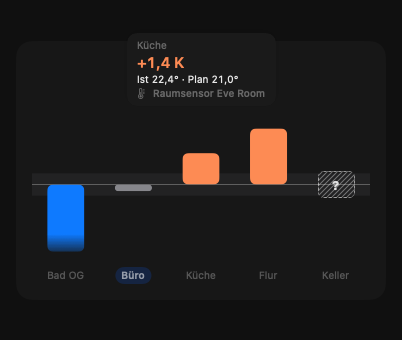 Küche
+1,4 K
Ist 22,4° · Plan 21,0°
Raumsensor Eve Room
?
Bad OG
Büro
Küche
Flur
Keller